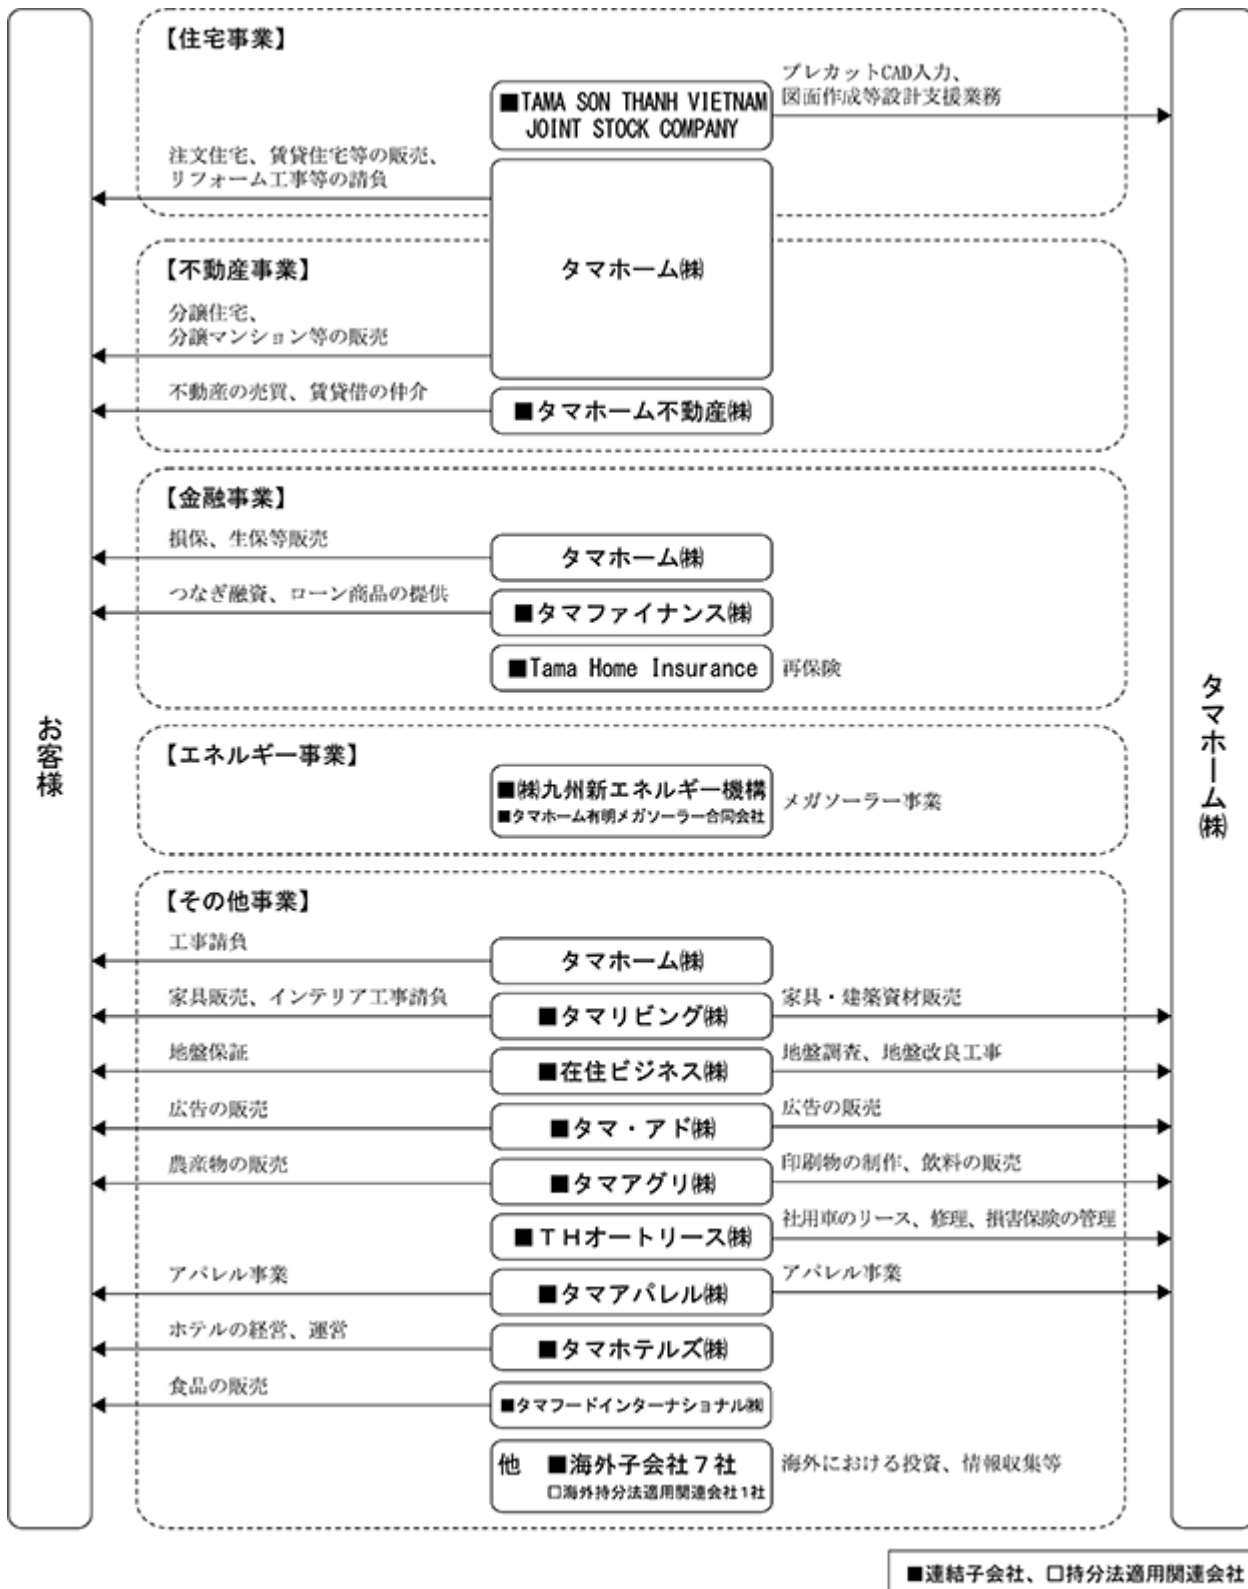 お客様
【住宅事業】
■TAMA SON THANH VIETNAM
JOINT STOCK COMPANY
プレカットCAD入力、
図面作成等設計支援業務
注文住宅、賃貸住宅等の販売、
リフォーム工事等の請負
タマホーム㈱
【不動産事業】
分譲住宅、
分譲マンション等の販売
不動産の売買、賃貸借の仲介
■タマホーム不動産㈱
【金融事業】
損保、生保等販売
タマホーム㈱
つなぎ融資、ローン商品の提供
■タマファイナンス㈱
■Tama Home Insurance
再保険
【エネルギー事業】
■㈱九州新エネルギー機構
■タマホーム有明メガソーラー合同会社
メガソーラー事業
【その他事業】
工事請負
タマホーム㈱
家具販売、インテリア工事請負
■タマリビング㈱
家具・建築資材販売
地盤保証
■在住ビジネス㈱
地盤調査、地盤改良工事
広告の販売
■タマ・アド㈱
広告の販売
農産物の販売
■タマアグリ㈱
印刷物の制作、飲料の販売
■ＴＨオートリース㈱
社用車のリース、修理、損害保険の管理
アパレル事業
■タマアパレル㈱
アパレル事業
ホテルの経営、運営
■タマホテルズ㈱
食品の販売
■タマフードインターナショナル㈱
他 ■海外子会社７社
□海外持分法適用関連会社１社
海外における投資、情報収集等
タマホーム㈱
■連結子会社、□持分法適用関連会社